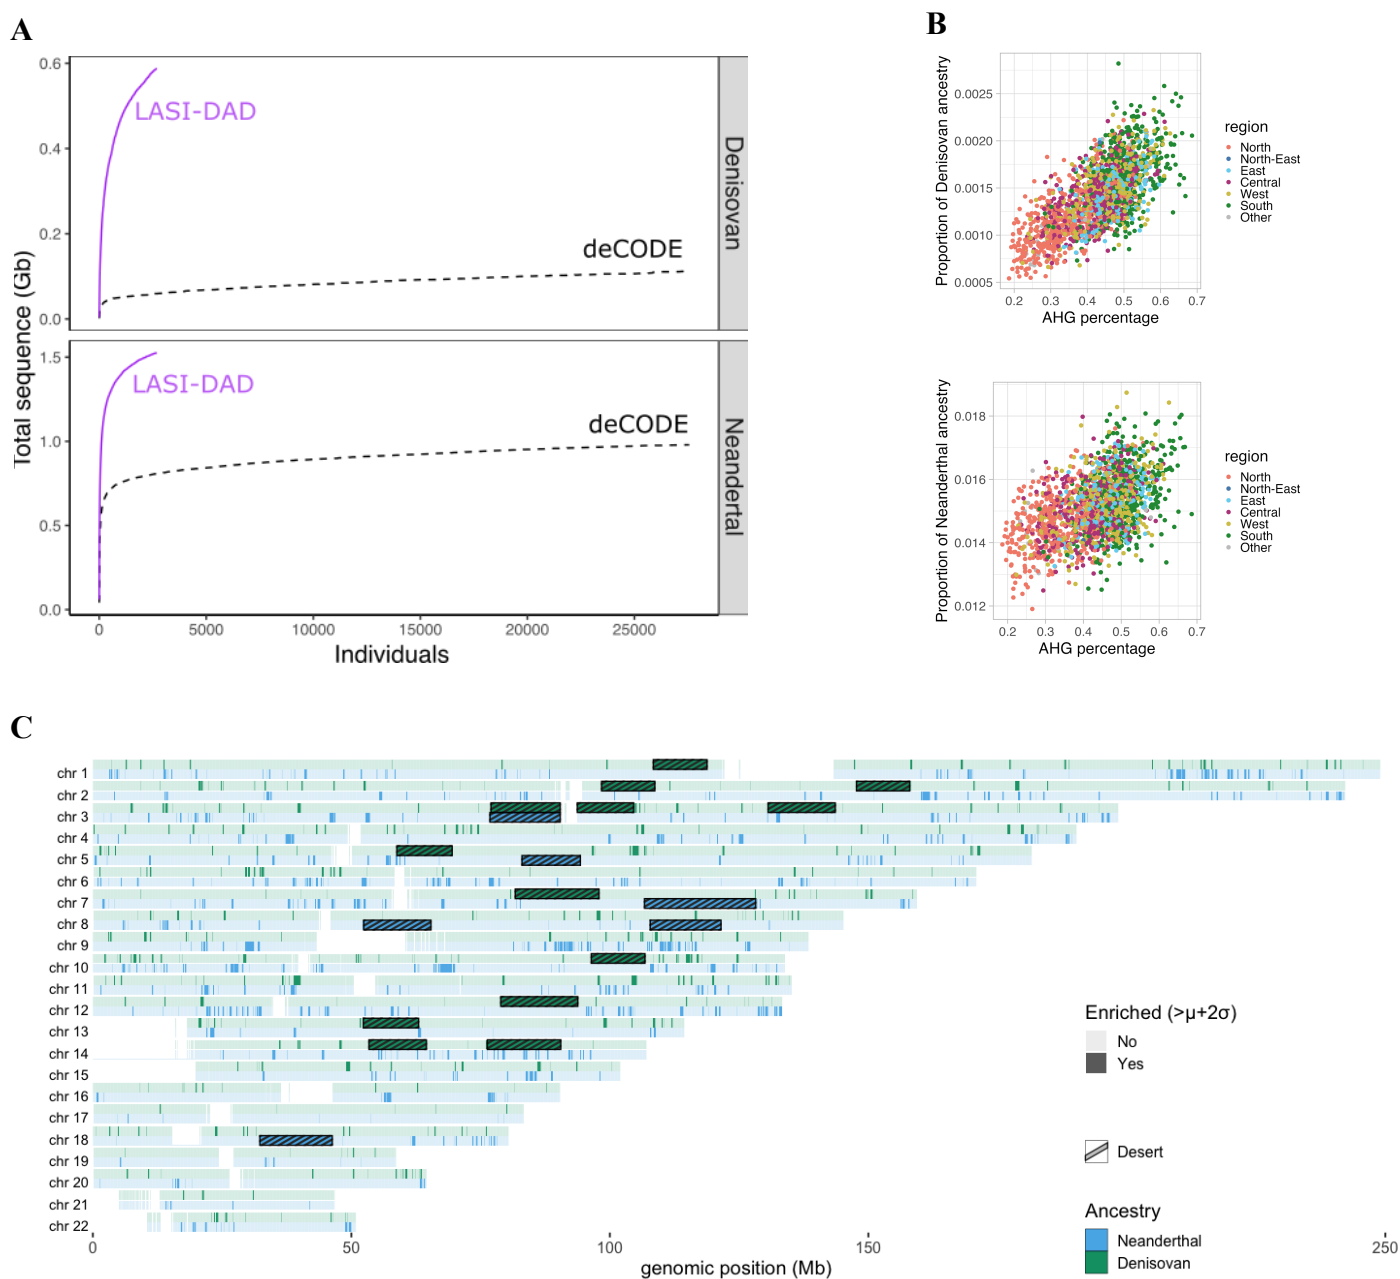 A
Total sequence (Gb)
0.6
0.4
0.2
0.0
LASI-DAD
deCODE
Denisovan
1.5
1.0
0.5
0.0
LASI-DAD
deCODE
Neandertal
0
5000
10000
15000
20000
25000
Individuals
B
Proportion of Denisovan ancestry
0.0025
0.0020
0.0015
0.0010
0.0005
0.2 0.3 0.4 0.5 0.6 0.7
AHG percentage
region
North
North-East
East
Central
West
South
Other
Proportion of Neanderthal ancestry
0.018
0.016
0.014
0.012
0.2 0.3 0.4 0.5 0.6 0.7
AHG percentage
region
North
North-East
East
Central
West
South
Other
C
chr 1
chr 2
chr 3
chr 4
chr 5
chr 6
chr 7
chr 8
chr 9
chr 10
chr 11
chr 12
chr 13
chr 14
chr 15
chr 16
chr 17
chr 18
chr 19
chr 20
chr 21
chr 22
0 50 100 150 250
genomic position (Mb)
Enriched (>μ+2σ)
No
Yes
Desert
Ancestry
Neanderthal
Denisovan